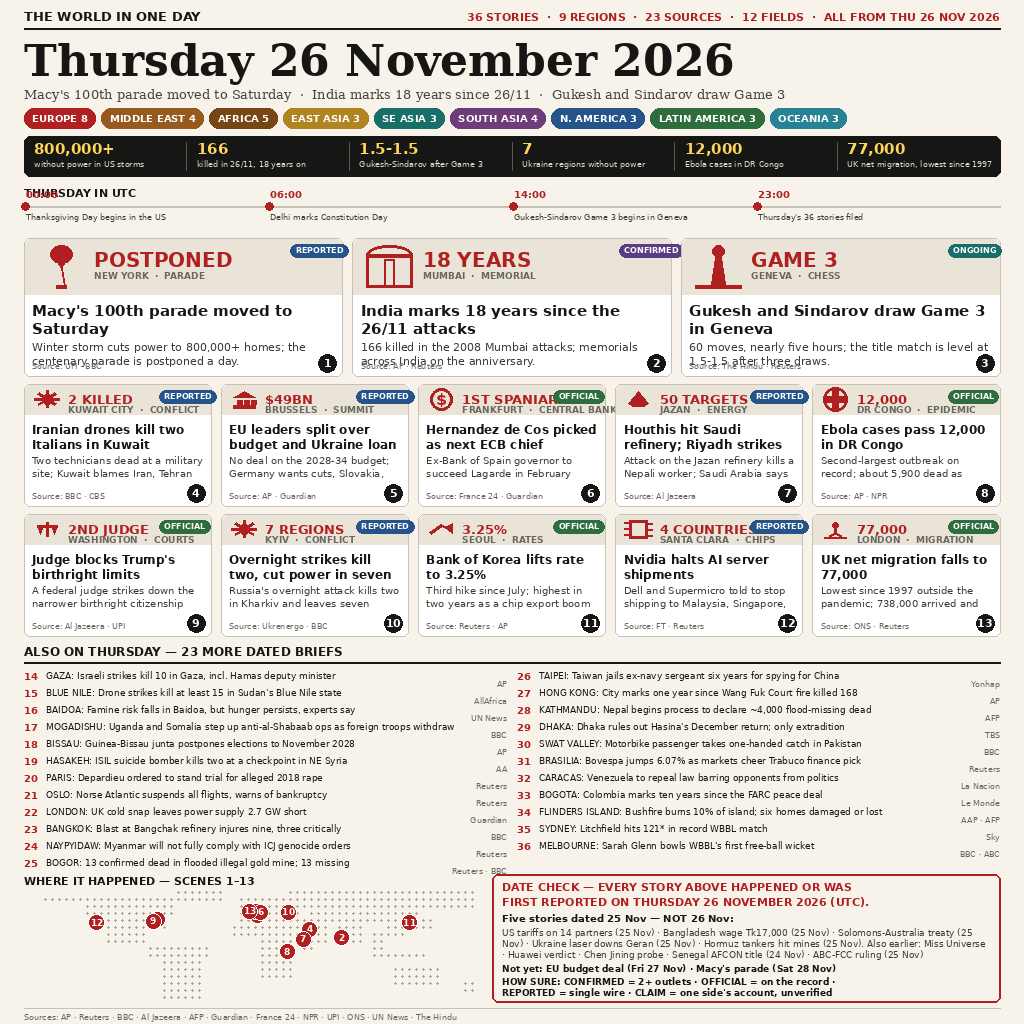 THE WORLD IN ONE DAY
36 STORIES · 9 REGIONS · 23 SOURCES · 12 FIELDS · ALL FROM THU 26 NOV 2026
Thursday 26 November 2026
Macy's 100th parade moved to Saturday · India marks 18 years since 26/11 · Gukesh and Sindarov draw Game 3
EUROPE 8 MIDDLE EAST 4 AFRICA 5 EAST ASIA 3 SE ASIA 3 SOUTH ASIA 4 N. AMERICA 3 LATIN AMERICA 3 OCEANIA 3
800,000+
without power in US storms
166
killed in 26/11, 18 years on
1.5-1.5
Gukesh-Sindarov after Game 3
7
Ukraine regions without power
12,000
Ebola cases in DR Congo
77,000
UK net migration, lowest since 1997
THURSDAY IN UTC
00:00
Thanksgiving Day begins in the US
06:00
Delhi marks Constitution Day
14:00
Gukesh-Sindarov Game 3 begins in Geneva
23:00
Thursday's 36 stories filed
REPORTED
POSTPONED
NEW YORK · PARADE
Macy's 100th parade moved to
Saturday
Winter storm cuts power to 800,000+ homes; the
centenary parade is postponed a day.
Source: UPI · BBC
1
CONFIRMED
18 YEARS
MUMBAI · MEMORIAL
India marks 18 years since the
26/11 attacks
166 killed in the 2008 Mumbai attacks; memorials
across India on the anniversary.
Source: AP · Reuters
2
ONGOING
GAME 3
GENEVA · CHESS
Gukesh and Sindarov draw Game 3
in Geneva
60 moves, nearly five hours; the title match is level at
1.5-1.5 after three draws.
Source: The Hindu · Reuters
3
2 KILLED
REPORTED
KUWAIT CITY · CONFLICT
Iranian drones kill two
Italians in Kuwait
Two technicians dead at a military
site; Kuwait blames Iran, Tehran
Source: BBC · CBS
4
$49BN
REPORTED
BRUSSELS · SUMMIT
EU leaders split over
budget and Ukraine loan
No deal on the 2028-34 budget;
Germany wants cuts, Slovakia,
Source: AP · Guardian
5
$
1ST SPANIARD
OFFICIAL
FRANKFURT · CENTRAL BANK
Hernandez de Cos picked
as next ECB chief
Ex-Bank of Spain governor to
succeed Lagarde in February
Source: France 24 · Guardian
6
50 TARGETS
REPORTED
JAZAN · ENERGY
Houthis hit Saudi
refinery; Riyadh strikes
Attack on the Jazan refinery kills a
Nepali worker; Saudi Arabia says
Source: Al Jazeera
7
12,000
OFFICIAL
DR CONGO · EPIDEMIC
Ebola cases pass 12,000
in DR Congo
Second-largest outbreak on
record; about 5,900 dead as
Source: AP · NPR
8
2ND JUDGE
OFFICIAL
WASHINGTON · COURTS
Judge blocks Trump's
birthright limits
A federal judge strikes down the
narrower birthright citizenship
Source: Al Jazeera · UPI
9
7 REGIONS
REPORTED
KYIV · CONFLICT
Overnight strikes kill
two, cut power in seven
Russia's overnight attack kills two
in Kharkiv and leaves seven
Source: Ukrenergo · BBC
10
3.25%
OFFICIAL
SEOUL · RATES
Bank of Korea lifts rate
to 3.25%
Third hike since July; highest in
two years as a chip export boom
Source: Reuters · AP
11
4 COUNTRIES
REPORTED
SANTA CLARA · CHIPS
Nvidia halts AI server
shipments
Dell and Supermicro told to stop
shipping to Malaysia, Singapore,
Source: FT · Reuters
12
77,000
OFFICIAL
LONDON · MIGRATION
UK net migration falls to
77,000
Lowest since 1997 outside the
pandemic; 738,000 arrived and
Source: ONS · Reuters
13
ALSO ON THURSDAY — 23 MORE DATED BRIEFS
14 GAZA: Israeli strikes kill 10 in Gaza, incl. Hamas deputy minister
AP
15 BLUE NILE: Drone strikes kill at least 15 in Sudan's Blue Nile state
AllAfrica
16 BAIDOA: Famine risk falls in Baidoa, but hunger persists, experts say
UN News
17 MOGADISHU: Uganda and Somalia step up anti-al-Shabaab ops as foreign troops withdraw
BBC
18 BISSAU: Guinea-Bissau junta postpones elections to November 2028
AP
19 HASAKEH: ISIL suicide bomber kills two at a checkpoint in NE Syria
AA
20 PARIS: Depardieu ordered to stand trial for alleged 2018 rape
Reuters
21 OSLO: Norse Atlantic suspends all flights, warns of bankruptcy
Reuters
22 LONDON: UK cold snap leaves power supply 2.7 GW short
Guardian
23 BANGKOK: Blast at Bangchak refinery injures nine, three critically
BBC
24 NAYPYIDAW: Myanmar will not fully comply with ICJ genocide orders
Reuters
25 BOGOR: 13 confirmed dead in flooded illegal gold mine; 13 missing
Reuters · BBC
26 TAIPEI: Taiwan jails ex-navy sergeant six years for spying for China
Yonhap
27 HONG KONG: City marks one year since Wang Fuk Court fire killed 168
AP
28 KATHMANDU: Nepal begins process to declare ~4,000 flood-missing dead
AFP
29 DHAKA: Dhaka rules out Hasina's December return; only extradition
TBS
30 SWAT VALLEY: Motorbike passenger takes one-handed catch in Pakistan
BBC
31 BRASILIA: Bovespa jumps 6.07% as markets cheer Trabuco finance pick
Reuters
32 CARACAS: Venezuela to repeal law barring opponents from politics
La Nacion
33 BOGOTA: Colombia marks ten years since the FARC peace deal
Le Monde
34 FLINDERS ISLAND: Bushfire burns 10% of island; six homes damaged or lost
AAP · AFP
35 SYDNEY: Litchfield hits 121* in record WBBL match
Sky
36 MELBOURNE: Sarah Glenn bowls WBBL's first free-ball wicket
BBC · ABC
WHERE IT HAPPENED — SCENES 1–13
12
9
13
6
10
4
7
8
2
11
DATE CHECK — EVERY STORY ABOVE HAPPENED OR WAS
FIRST REPORTED ON THURSDAY 26 NOVEMBER 2026 (UTC).
Five stories dated 25 Nov — NOT 26 Nov:
US tariffs on 14 partners (25 Nov) · Bangladesh wage Tk17,000 (25 Nov) · Solomons-Australia treaty (25
Nov) · Ukraine laser downs Geran (25 Nov) · Hormuz tankers hit mines (25 Nov). Also earlier: Miss Universe
· Huawei verdict · Chen Jining probe · Senegal AFCON title (24 Nov) · ABC-FCC ruling (25 Nov)
Not yet: EU budget deal (Fri 27 Nov) · Macy's parade (Sat 28 Nov)
HOW SURE: CONFIRMED = 2+ outlets · OFFICIAL = on the record ·
REPORTED = single wire · CLAIM = one side's account, unverified
Sources: AP · Reuters · BBC · Al Jazeera · AFP · Guardian · France 24 · NPR · UPI · ONS · UN News · The Hindu